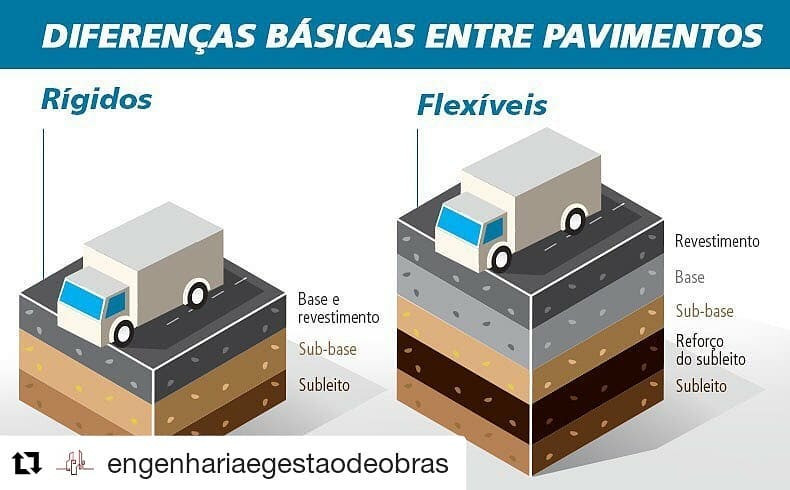 DIFERENÇAS BÁSICAS ENTRE PAVIMENTOS
Rígidos
Base e
revestimento
Sub-base
Subleito
Flexíveis
Revestimento
Base
Sub-base
Reforço
do subleito
Subleito
engenhariaegestaodeobras